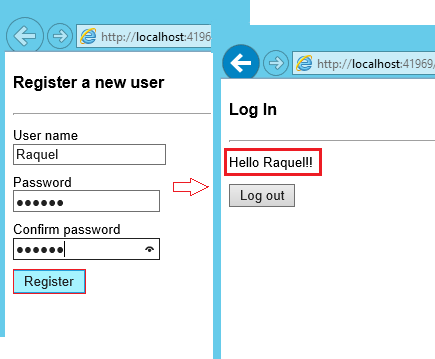 http://localhost:4196
Register a new user
User name
Raquel
Password
●●●●●●
Confirm password
●●●●●●
Register
http://localhost:41969/
Log In
Hello Raquel!!
Log out